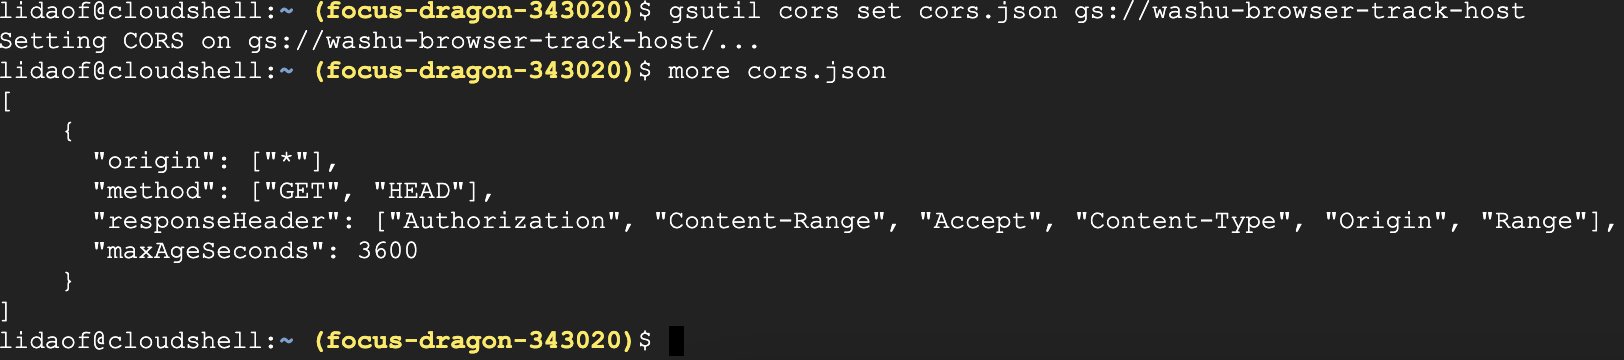 lidaof@cloudshell:~ (focus-dragon-343020)$ gsutil cors set cors.json gs://washu-browser-track-host
Setting CORS on gs://washu-browser-track-host/...
lidaof@cloudshell:~ (focus-dragon-343020)$ more cors.json
[
    {
      "origin": ["*"],
      "method": ["GET", "HEAD"],
      "responseHeader": ["Authorization", "Content-Range", "Accept", "Content-Type", "Origin", "Range"],
      "maxAgeSeconds": 3600
    }
]
lidaof@cloudshell:~ (focus-dragon-343020)$